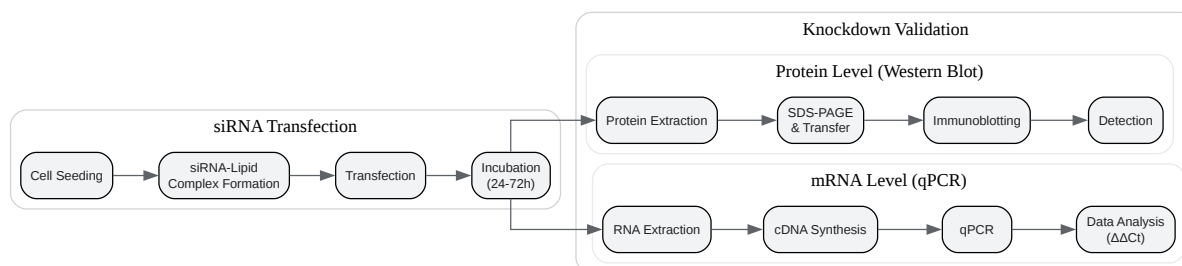 Knockdown Validation
Protein Level (Western Blot)
Protein Extraction
SDS-PAGE
& Transfer
Immunoblotting
Detection
siRNA Transfection
Cell Seeding
siRNA-Lipid
Complex Formation
Transfection
Incubation
(24-72h)
mRNA Level (qPCR)
RNA Extraction
cDNA Synthesis
qPCR
Data Analysis
(ΔΔCt)